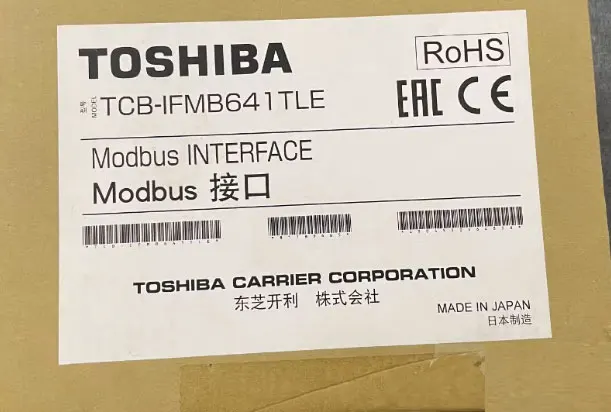 TOSHIBA
RoHS
型号 MODEL TCB-IFMB641TLE
EAC CE
Modbus INTERFACE
Modbus 接口
TOSHIBA CARRIER CORPORATION
东芝开利 株式会社
MADE IN JAPAN
日本制造